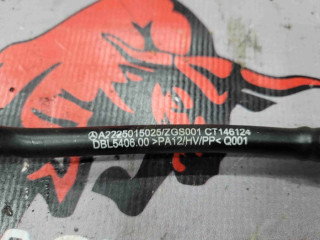 A2225015025/ZGS001 CT146124
DBL5406.00 >PA12/HV/PP< Q001